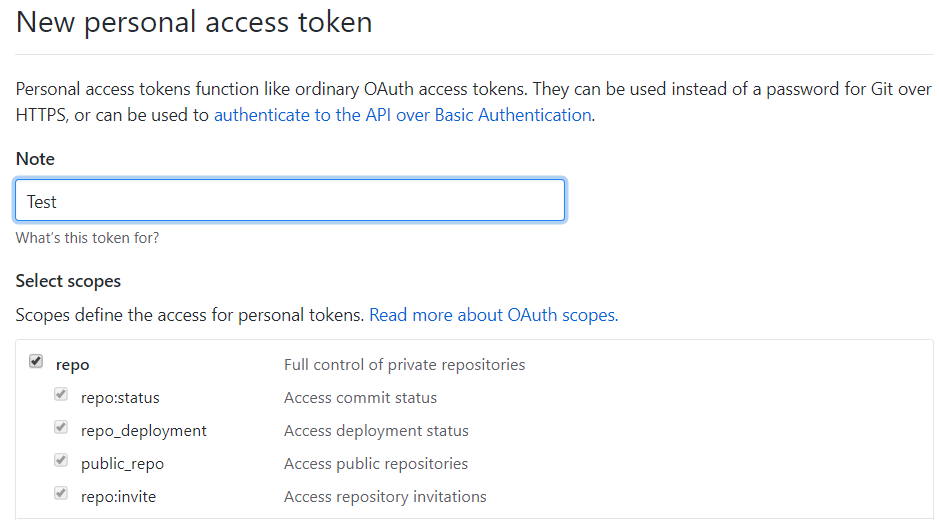 New personal access token
Personal access tokens function like ordinary OAuth access tokens. They can be used instead of a password for Git over
HTTPS, or can be used to authenticate to the API over Basic Authentication.
Note
Test
What's this token for?
Select scopes
Scopes define the access for personal tokens. Read more about OAuth scopes.
repo Full control of private repositories
repo:status Access commit status
repo_deployment Access deployment status
public_repo Access public repositories
repo:invite Access repository invitations